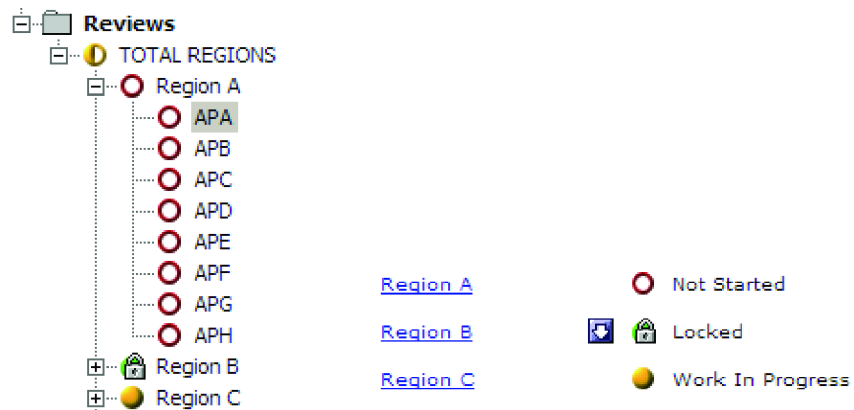 Reviews
TOTAL REGIONS
Region A
APA
APB
APC
APD
APE
APF
APG
APH
Region B
Region C
Region A Not Started
Region B Locked
Region C Work In Progress